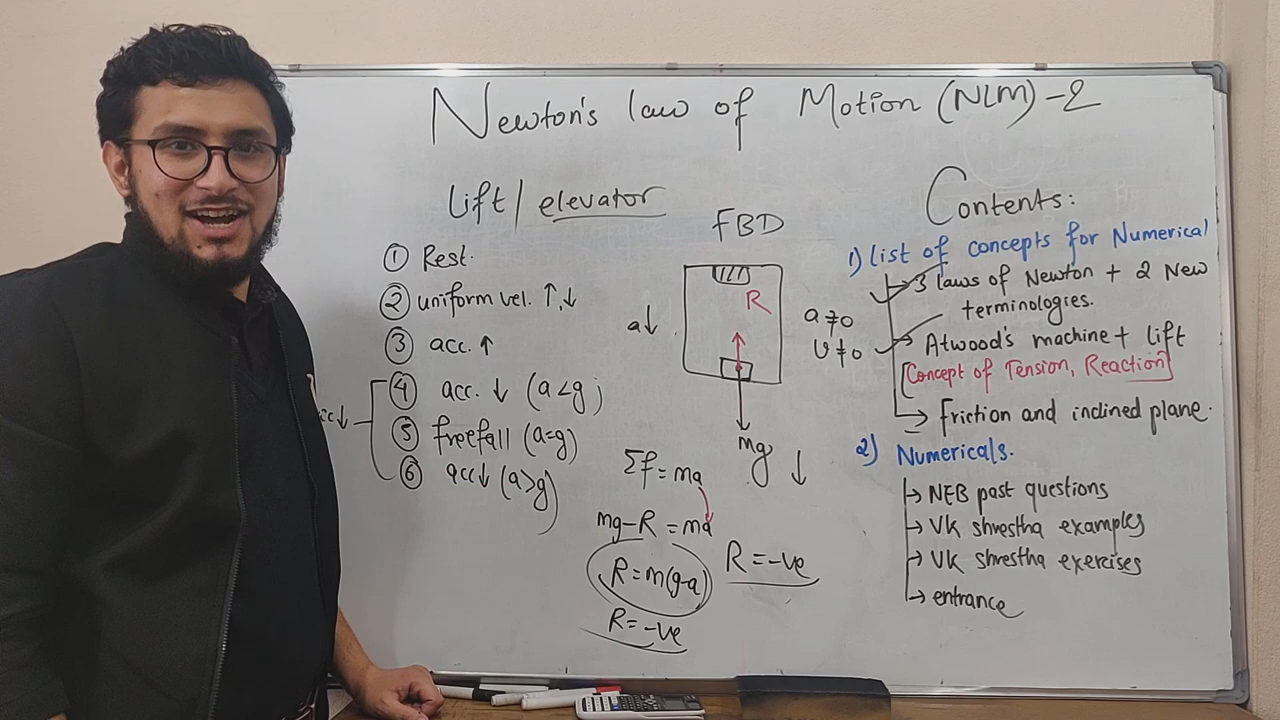 Newton's law of Motion (NLM)-2
Lift/elevator
① Rest.
② uniform vel. ↑,↓
③ acc. ↑
④ acc. ↓ (a<g)
⑤ freefall (a=g)
⑥ acc↓ (a>g)
cc↓
FBD
R
a↓
a≠0
v≠0
mg ↓
Σf=ma
mg-R=ma
R=m(g-a)
R=-ve
R=-ve
Contents:
1) list of concepts for Numerical
→ 3 laws of Newton + 2 New
terminologies.
→ Atwood's machine + lift
[Concept of Tension, Reaction]
→ friction and inclined plane.
2) Numericals.
→ NEB past questions
→ VK shrestha examples
→ VK shrestha exercises
→ entrance